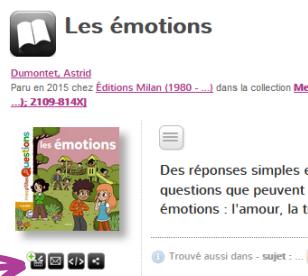 Les émotions
Dumontet, Astrid
Paru en 2015 chez Éditions Milan (1980 - ...) dans la collection Me
...); 2109-814X]
les émotions
Des réponses simples e
questions que peuvent
émotions : l'amour, la t
Trouvé aussi dans - sujet : ...